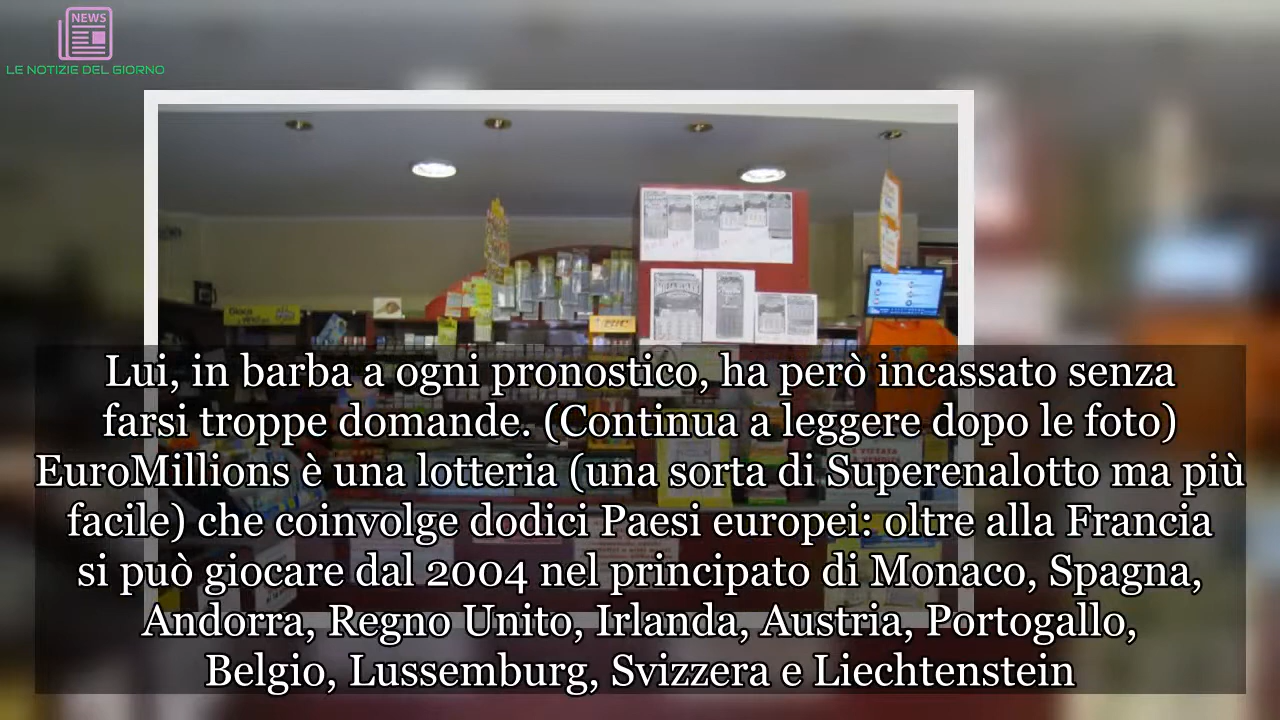 NEWS
LE NOTIZIE DEL GIORNO
Lui, in barba a ogni pronostico, ha però incassato senza
farsi troppe domande. (Continua a leggere dopo le foto)
EuroMillions è una lotteria (una sorta di Superenalotto ma più
facile) che coinvolge dodici Paesi europei: oltre alla Francia
si può giocare dal 2004 nel principato di Monaco, Spagna,
Andorra, Regno Unito, Irlanda, Austria, Portogallo,
Belgio, Lussemburg, Svizzera e Liechtenstein